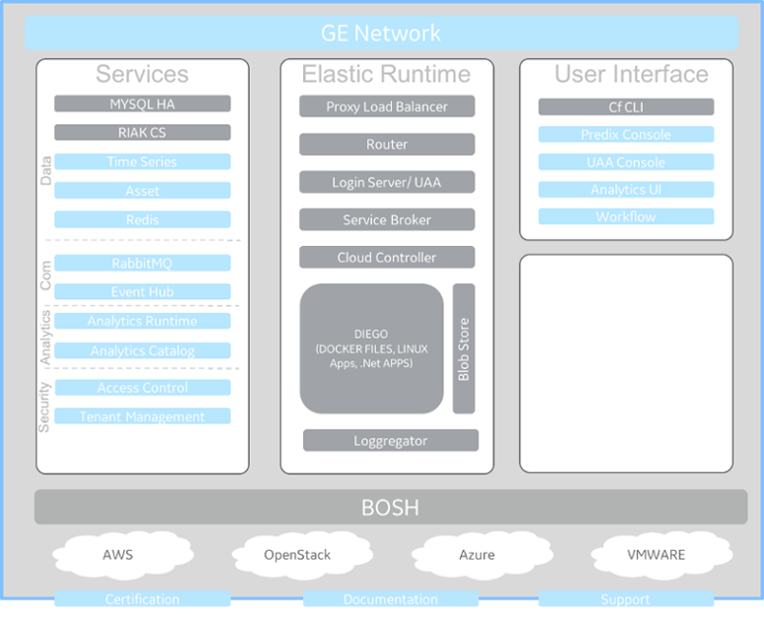 GE Network
Services
MYSQL HA
RIAK CS
Data
Time Series
Asset
Redis
Com
RabbitMQ
Event Hub
Analytics
Analytics Runtime
Analytics Catalog
Security
Access Control
Tenant Management
Elastic Runtime
Proxy Load Balancer
Router
Login Server/ UAA
Service Broker
Cloud Controller
DIEGO
(DOCKER FILES, LINUX
Apps, .Net APPS)
Blob Store
Loggregator
User Interface
Cf CLI
Predix Console
UAA Console
Analytics UI
Workflow
BOSH
AWS
OpenStack
Azure
VMWARE
Certification
Documentation
Support